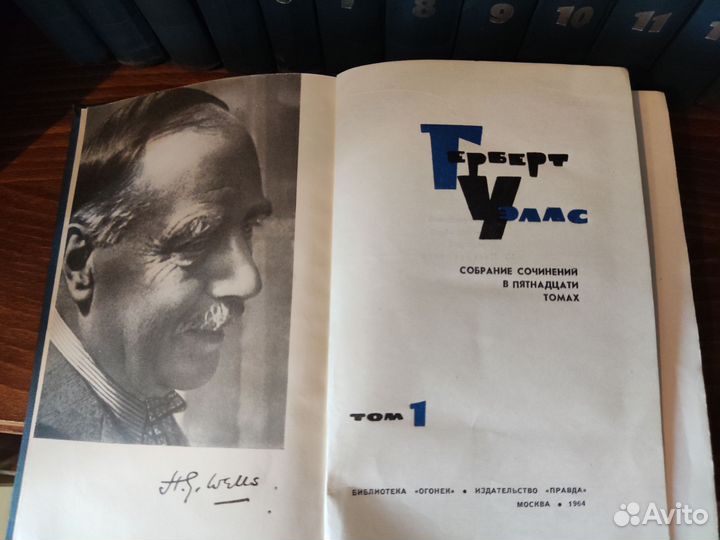 8
9
10
11
Герберт
Уэллс
СОБРАНИЕ СОЧИНЕНИЙ
В ПЯТНАДЦАТИ
ТОМАХ
ТОМ 1
БИБЛИОТЕКА «ОГОНЕК» • ИЗДАТЕЛЬСТВО «ПРАВДА»
МОСКВА • 1964
H. G. Wells
Avito